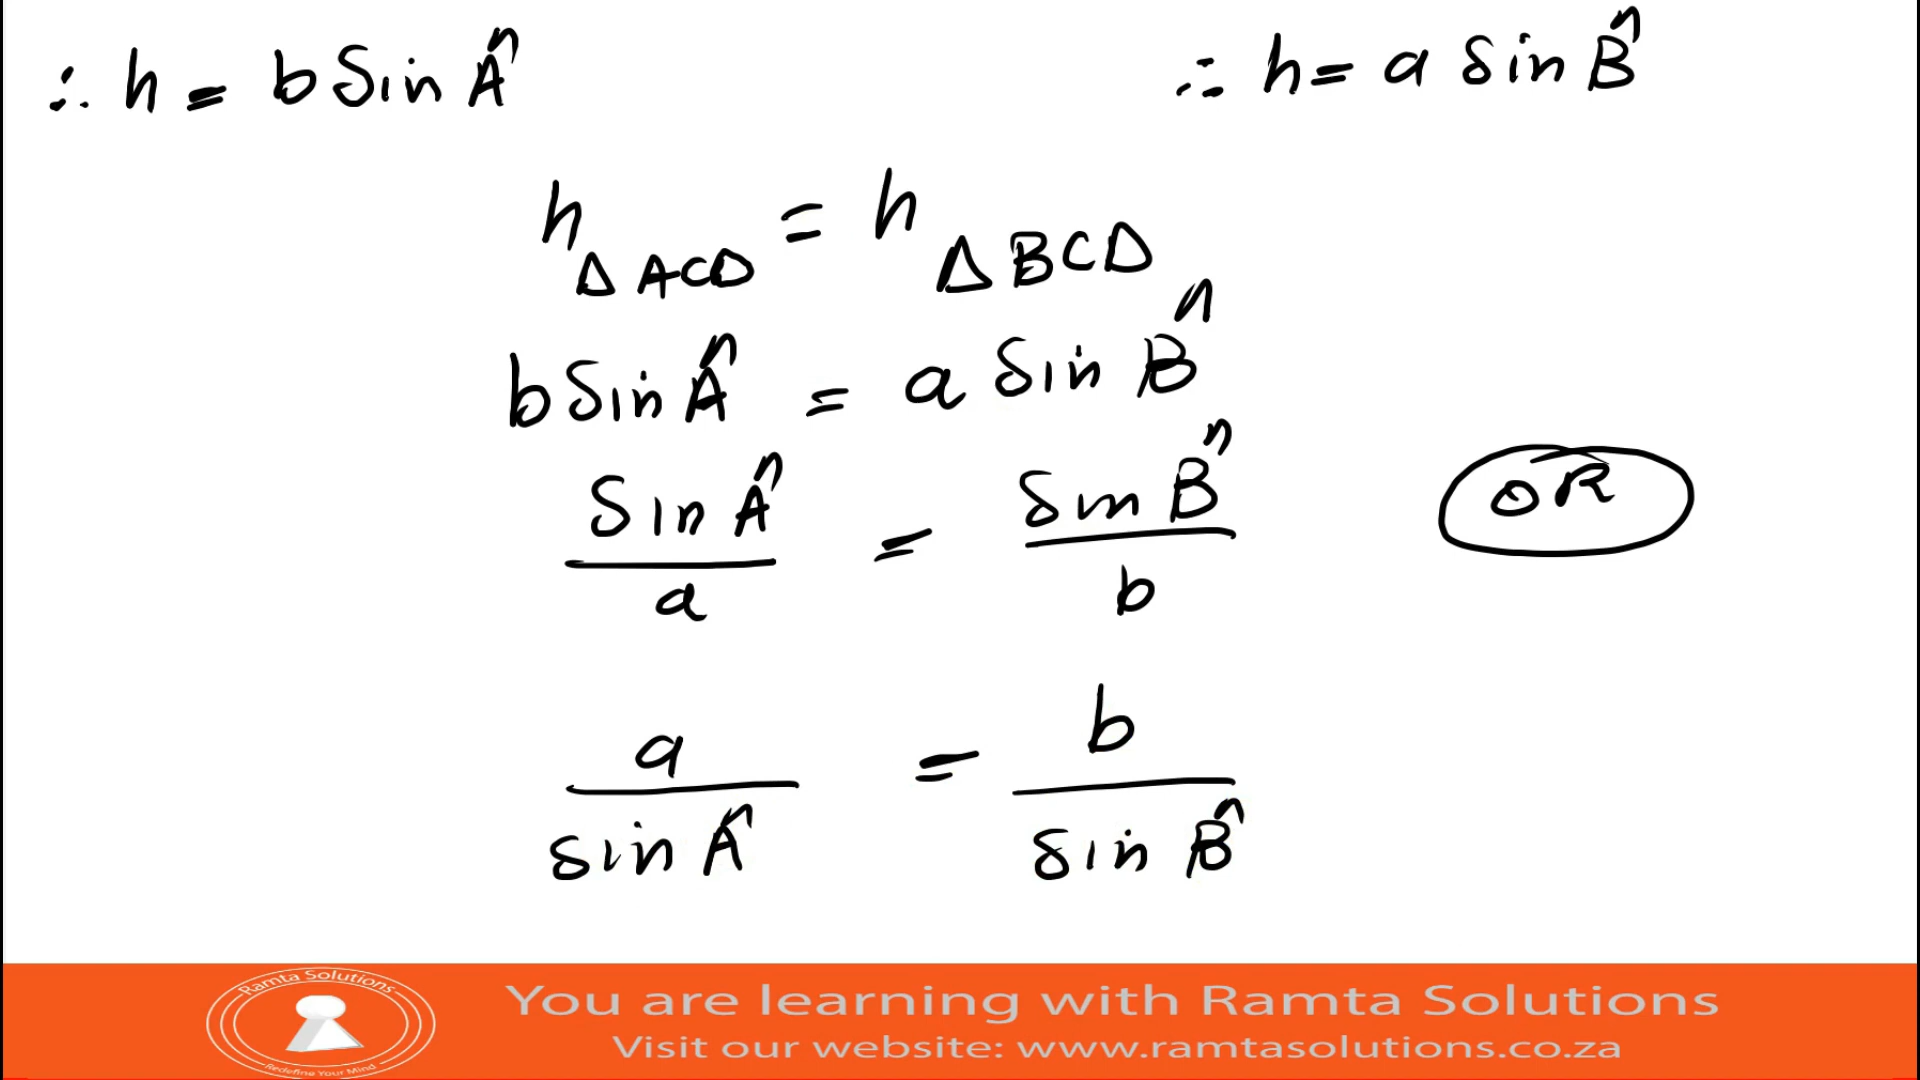 ∴ h = b Sin Â ∴ h = a Sin B̂
h ΔACD = h ΔBCD
b Sin Â = a Sin B̂
Sin Â / a = Sin B̂ / b OR
a / sin Â = b / sin B̂
Ramta Solutions
Redefine Your Mind
You are learning with Ramta Solutions
Visit our website: www.ramtasolutions.co.za